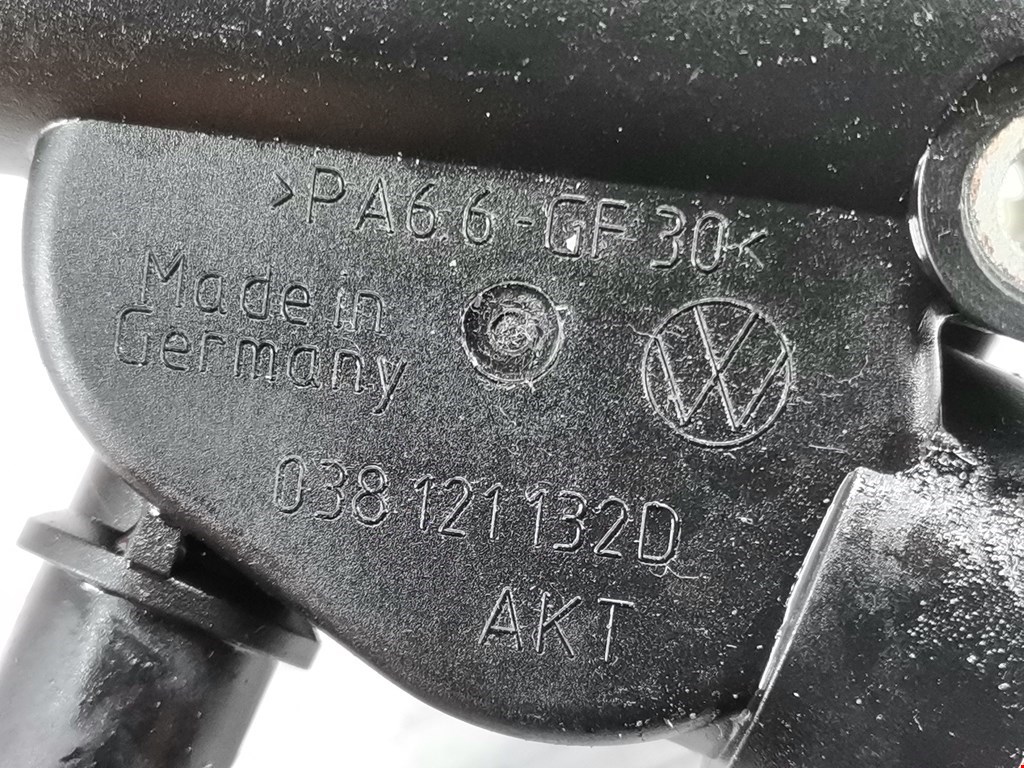 >PA6.6-GF30<
Made in
Germany
038 121 132D
AKT